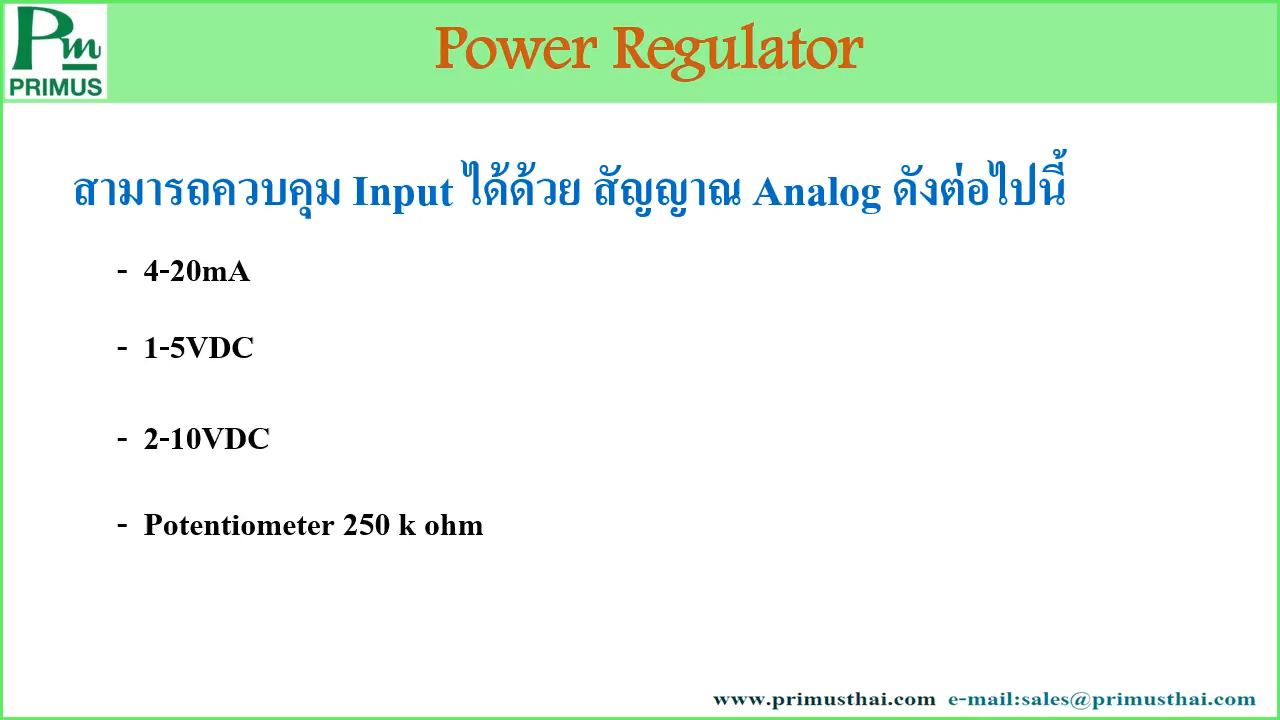 Pm
PRIMUS
Power Regulator
สามารถควบคุม Input ได้ด้วย สัญญาณ Analog ดังต่อไปนี้
- 4-20mA
- 1-5VDC
- 2-10VDC
- Potentiometer 250 k ohm
www.primusthai.com e-mail:sales@primusthai.com